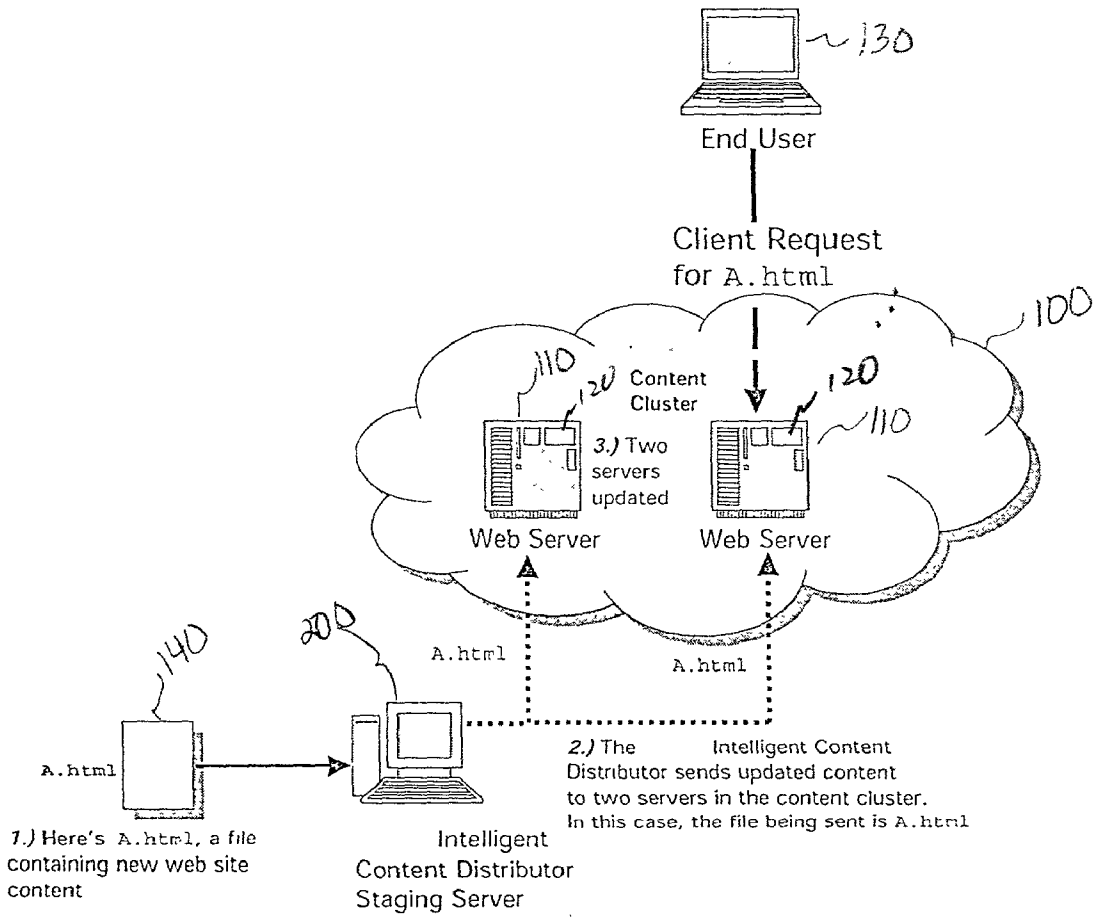 130
End User
Client Request
for A.html
100
110
120
Content
Cluster
120
110
3.) Two
servers
updated
Web Server
Web Server
140
200
A.html
A.html
A.html
2.) The Intelligent Content
Distributor sends updated content
to two servers in the content cluster.
In this case, the file being sent is A.html
1.) Here's A.html, a file
containing new web site
content
Intelligent
Content Distributor
Staging Server